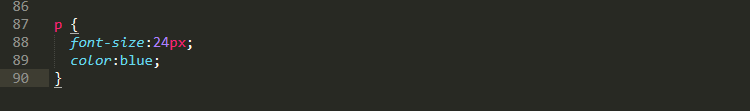 86
87 p {
88 font-size:24px;
89 color:blue;
90 }